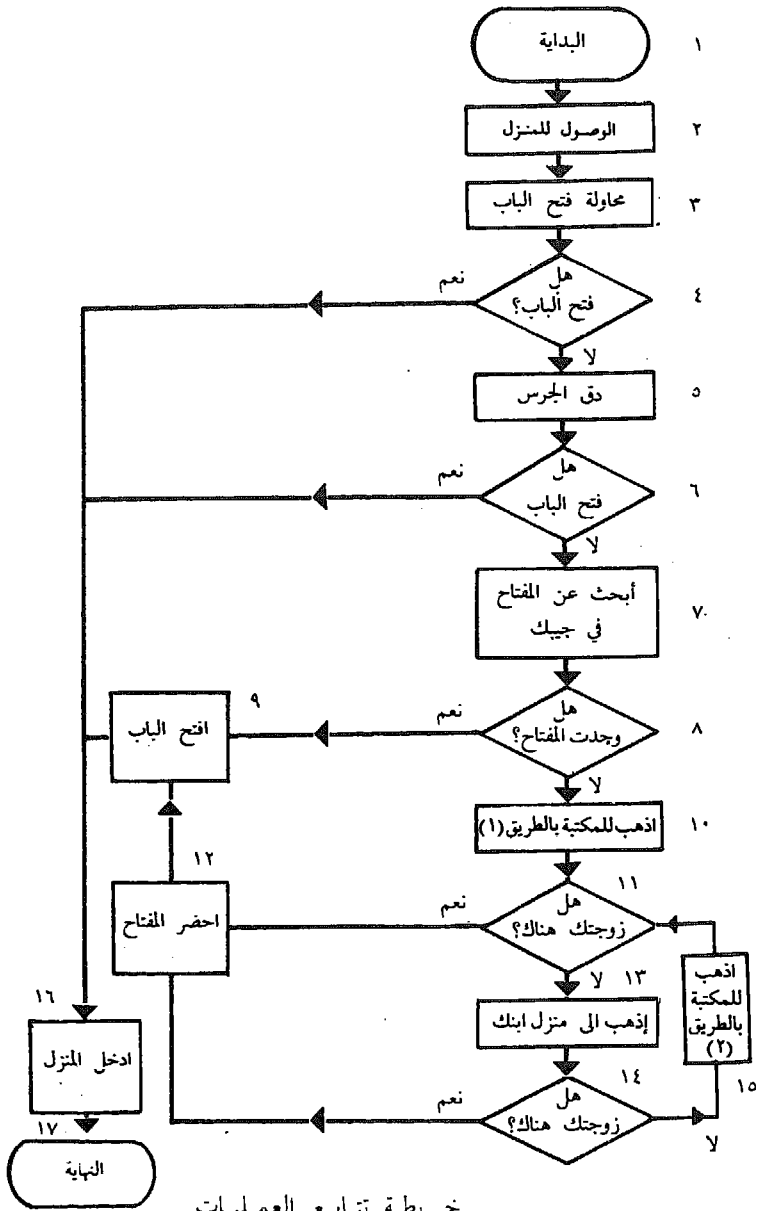 البداية ١
الوصول للمنزل ٢
محاولة فتح الباب ٣
هل
فتح الباب؟ ٤
نعم
لا
دق الجرس ٥
هل
فتح الباب ٦
نعم
لا
أبحث عن المفتاح
في جيبك ٧
هل
وجدت المفتاح؟ ٨
نعم
افتح الباب ٩
لا
اذهب للمكتبة بالطريق (١) ١٠
هل
زوجتك هناك؟ ١١
نعم
احضر المفتاح ١٢
لا
إذهب الى منزل ابنك ١٣
هل
زوجتك هناك؟ ١٤
نعم
لا
اذهب
للمكتبة
بالطريق
(٢)
١٥
ادخل المنزل ١٦
النهاية ١٧
خريطة تتابع العمليات